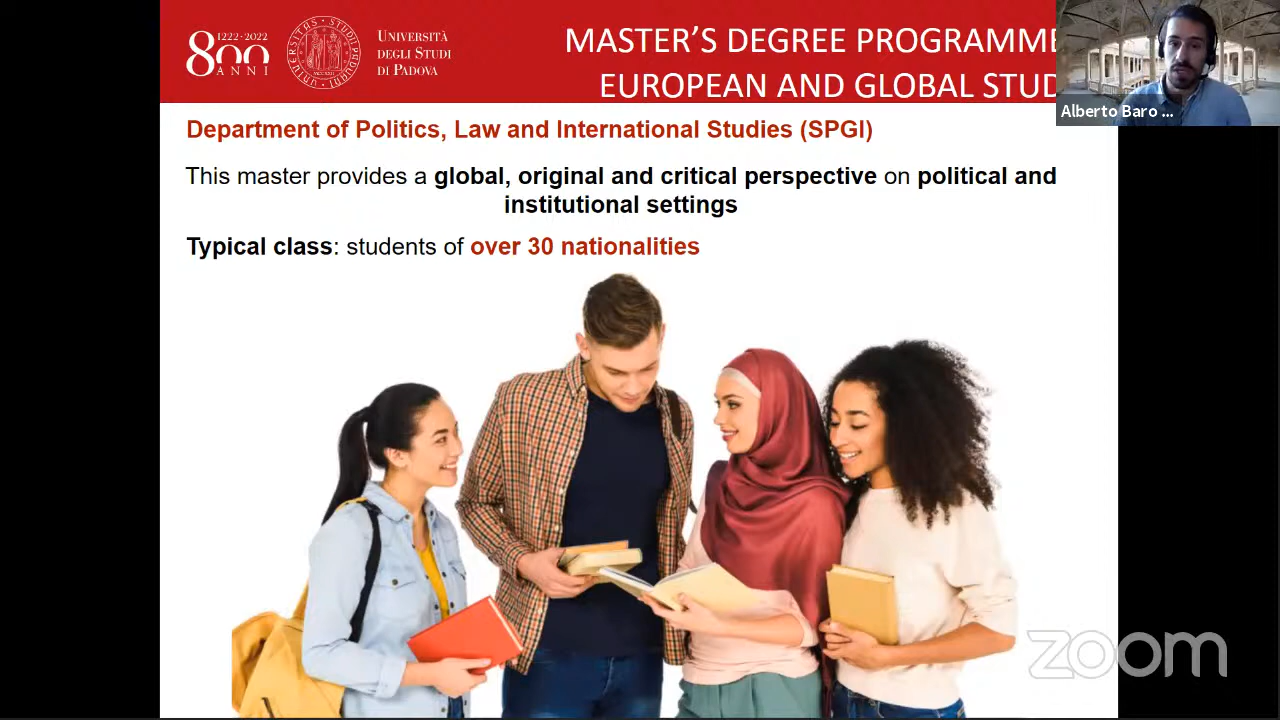 1222-2022
800
ANNI
UNIVERSITÀ
DEGLI STUDI
DI PADOVA
MASTER'S DEGREE PROGRAMME
EUROPEAN AND GLOBAL STUD
Alberto Baro ...
Department of Politics, Law and International Studies (SPGI)
This master provides a global, original and critical perspective on political and
institutional settings
Typical class: students of over 30 nationalities
zoom